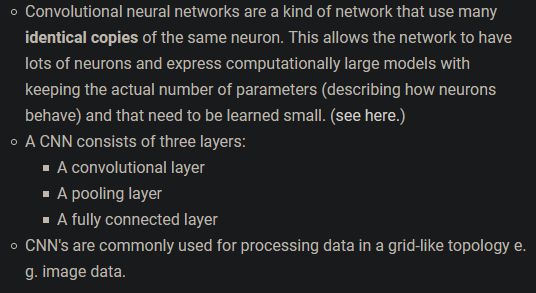 Convolutional neural networks are a kind of network that use many
identical copies of the same neuron. This allows the network to have
lots of neurons and express computationally large models with
keeping the actual number of parameters (describing how neurons
behave) and that need to be learned small. (see here.)
A CNN consists of three layers:
A convolutional layer
A pooling layer
A fully connected layer
CNN's are commonly used for processing data in a grid-like topology e.
g. image data.